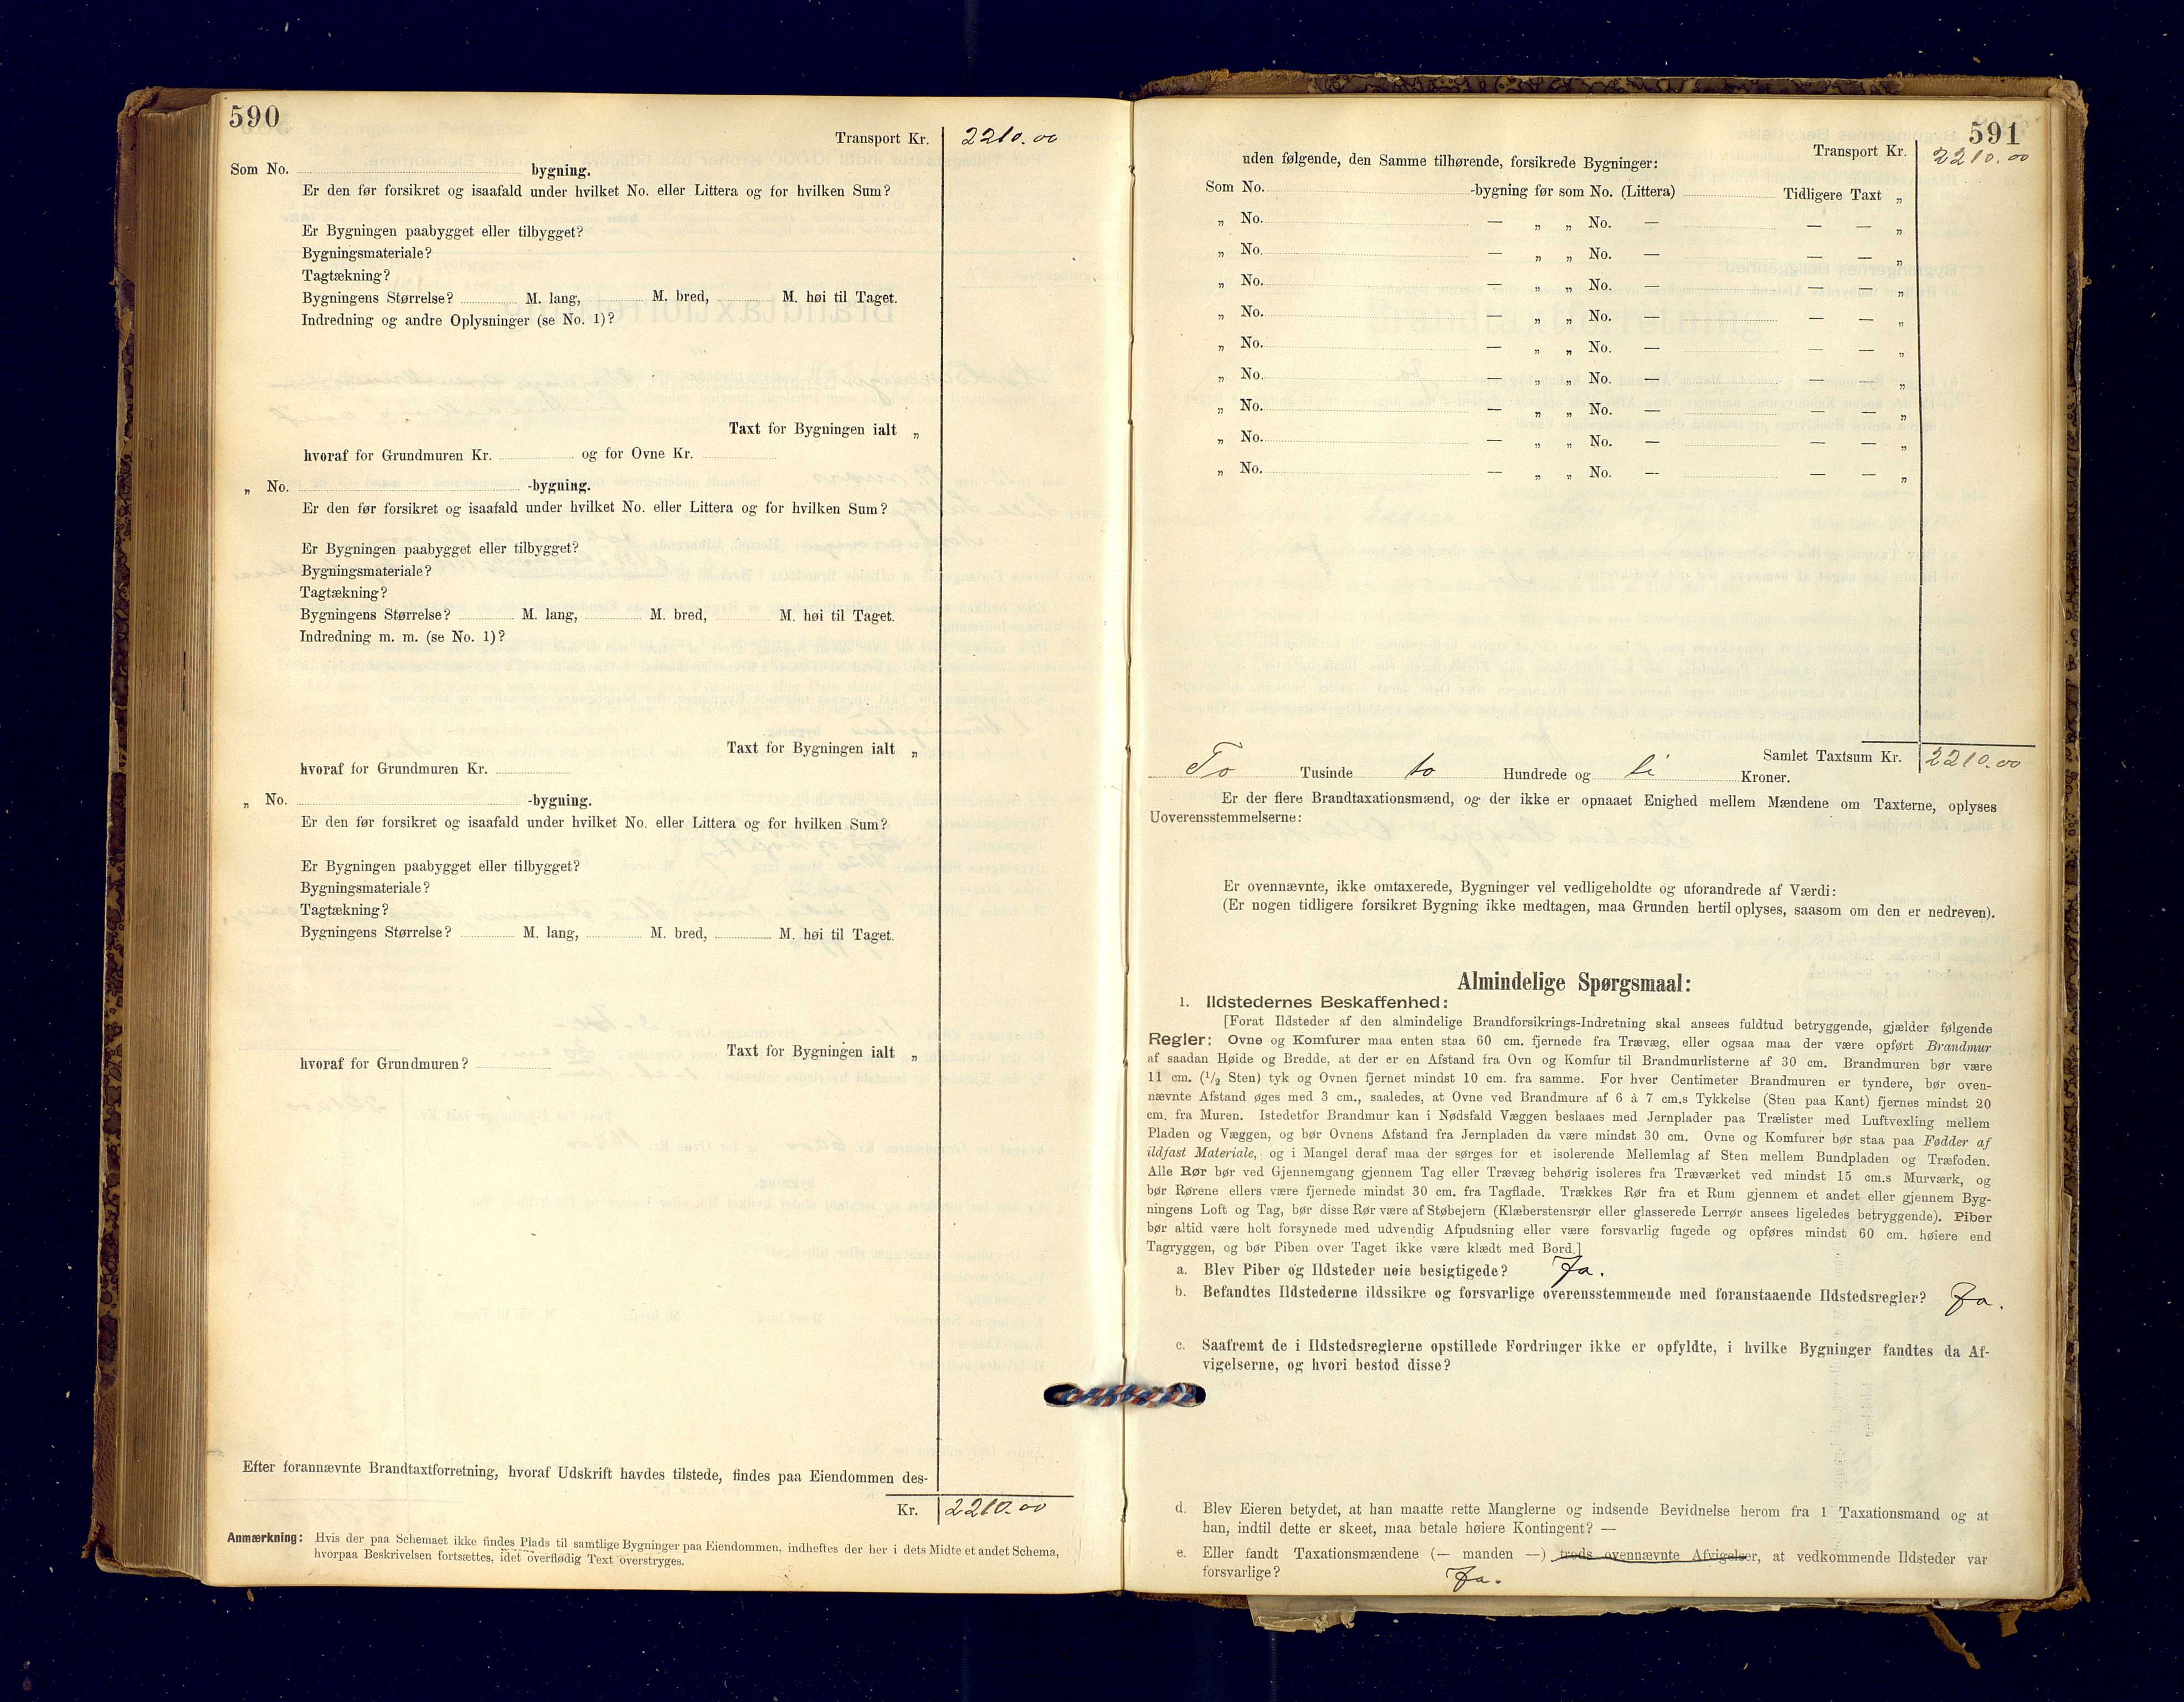 590
Transport Kr. 2210.00
Som No. bygning.
Er den før forsikret og isaafald under hvilket No. eller Littera og for hvilken Sum?
Er Bygningen paabygget eller tilbygget?
Bygningsmateriale?
Tagtækning?
Bygningens Størrelse? M. lang, M. bred, M. høi til Taget.
Indredning og andre Oplysninger (se No. 1)?
Taxt for Bygningen ialt „
hvoraf for Grundmuren Kr. og for Ovne Kr.
„ No. -bygning.
Er den før forsikret og isaafald under hvilket No. eller Littera og for hvilken Sum?
Er Bygningen paabygget eller tilbygget?
Bygningsmateriale?
Tagtækning?
Bygningens Størrelse? M. lang, M. bred, M. høi til Taget.
Indredning m. m. (se No. 1)?
Taxt for Bygningen ialt „
hvoraf for Grundmuren Kr.
„ No. -bygning.
Er den før forsikret og isaafald under hvilket No. eller Littera og for hvilken Sum?
Er Bygningen paabygget eller tilbygget?
Bygningsmateriale?
Tagtækning?
Bygningens Størrelse? M. lang, M. bred, M. høi til Taget.
Taxt for Bygningen ialt „
hvoraf for Grundmuren?
Efter forannævnte Brandtaxtforretning, hvoraf Udskrift havdes tilstede, findes paa Eiendommen des-
Kr. 2210.00
Anmærkning: Hvis der paa Schemaet ikke findes Plads til samtlige Bygninger paa Eiendommen, indheftes der her i dets Midte et andet Schema,
hvorpaa Beskrivelsen fortsættes, idet overflødig Text overstryges.
591
Transport Kr. 2210.00
uden følgende, den Samme tilhørende, forsikrede Bygninger:
Som No. -bygning før som No. (Littera) Tidligere Taxt „
„ No. — „ „ No. — — — „
„ No. — „ „ No. — — — „
„ No. — „ „ No. — — — „
„ No. — „ „ No. — — — „
„ No. — „ „ No. — — — „
„ No. — „ „ No. — — — „
„ No. — „ „ No. — — — „
„ No. — „ „ No. — — — „
„ No. — „ „ No. — — — „
Samlet Taxtsum Kr. 2210.00
To Tusinde to Hundrede og ti Kroner.
Er der flere Brandtaxationsmænd, og der ikke er opnaaet Enighed mellem Mændene om Taxterne, oplyses
Uoverensstemmelserne:
Er ovennævnte, ikke omtaxerede, Bygninger vel vedligeholdte og uforandrede af Værdi:
(Er nogen tidligere forsikret Bygning ikke medtagen, maa Grunden hertil oplyses, saasom om den er nedreven).
Almindelige Spørgsmaal:
1. Ildstedernes Beskaffenhed:
[Forat Ildsteder af den almindelige Brandforsikrings-Indretning skal ansees fuldtud betryggende, gjælder følgende
Regler: Ovne og Komfurer maa enten staa 60 cm. fjernede fra Trævæg, eller ogsaa maa der være opført Brandmur
af saadan Høide og Bredde, at der er en Afstand fra Ovn og Komfur til Brandmurlisterne af 30 cm. Brandmuren bør være
11 cm. (1/2 Sten) tyk og Ovnen fjernet mindst 10 cm. fra samme. For hver Centimeter Brandmuren er tyndere, bør oven-
nævnte Afstand øges med 3 cm., saaledes, at Ovne ved Brandmure af 6 à 7 cm.s Tykkelse (Sten paa Kant) fjernes mindst 20
cm. fra Muren. Istedetfor Brandmur kan i Nødsfald Væggen beslaaes med Jernplader paa Trælister med Luftvexling mellem
Pladen og Væggen, og bør Ovnens Afstand fra Jernpladen da være mindst 30 cm. Ovne og Komfurer bør staa paa Fødder af
ildfast Materiale, og i Mangel deraf maa der sørges for et isolerende Mellemlag af Sten mellem Bundpladen og Træfoden.
Alle Rør bør ved Gjennemgang gjennem Tag eller Trævæg behørig isoleres fra Træværket ved mindst 15 cm.s Murværk, og
bør Rørene ellers være fjernede mindst 30 cm. fra Tagflade. Trækkes Rør fra et Rum gjennem et andet eller gjennem Byg-
ningens Loft og Tag, bør disse Rør være af Støbejern (Klæberstensrør eller glasserede Lerrør ansees ligeledes betryggende). Piber
bør altid være holt forsynede med udvendig Afpudsning eller være forsvarlig fugede og opføres mindst 60 cm. høiere end
Tagryggen, og bør Piben over Taget ikke være klædt med Bord.]
a. Blev Piber og Ildsteder nøie besigtigede? Ja.
b. Befandtes Ildstederne ildssikre og forsvarlige overensstemmende med foranstaaende Ildstedsregler? Ja.
c. Saafremt de i Ildstedsreglerne opstillede Fordringer ikke er opfyldte, i hvilke Bygninger fandtes da Af-
vigelserne, og hvori bestod disse?
d. Blev Eieren betydet, at han maatte rette Manglerne og indsende Bevidnelse herom fra 1 Taxationsmand og at
han, indtil dette er skeet, maa betale høiere Kontingent? —
e. Eller fandt Taxationsmændene (— manden —) trods ovennævnte Afvigelser, at vedkommende Ildsteder var
forsvarlige? Ja.